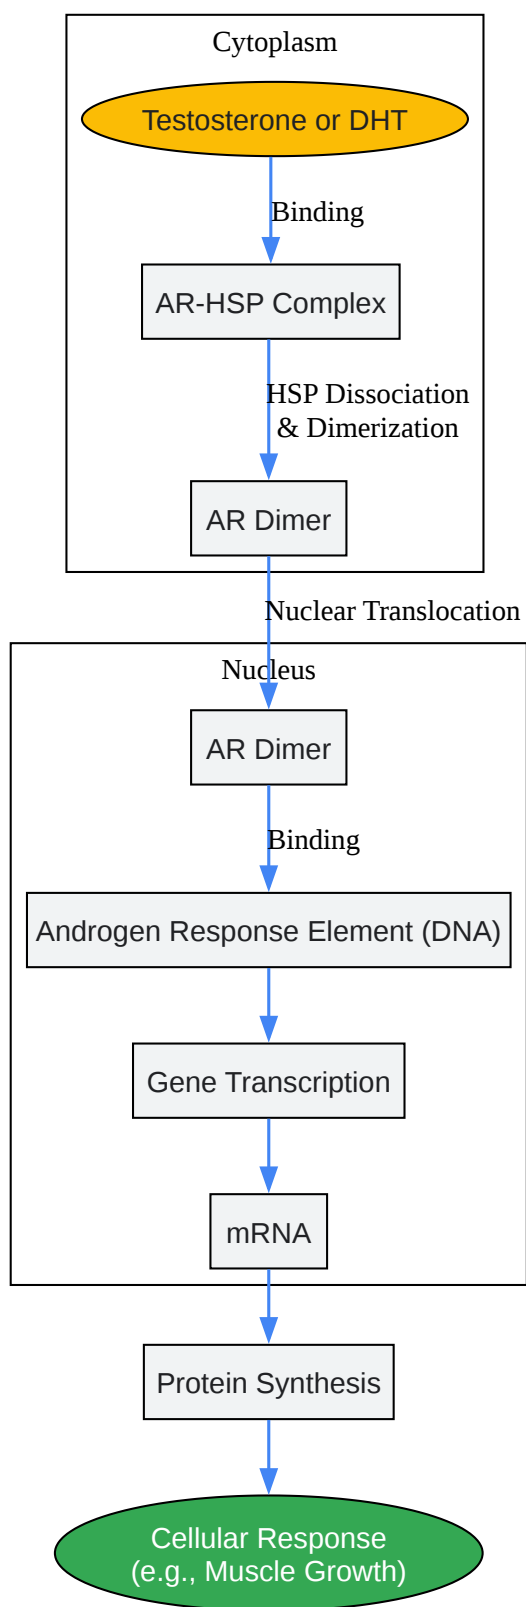 Cytoplasm
Testosterone or DHT
Binding
AR-HSP Complex
HSP Dissociation
& Dimerization
AR Dimer
Nuclear Translocation
Nucleus
AR Dimer
Binding
Androgen Response Element (DNA)
Gene Transcription
mRNA
Protein Synthesis
Cellular Response
(e.g., Muscle Growth)